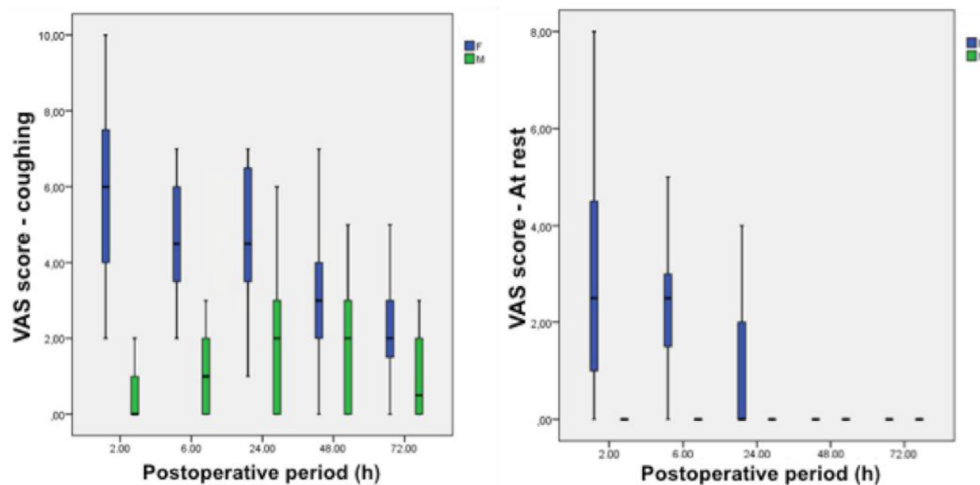 VAS score - coughing
10,00
8,00
6,00
4,00
2,00
,00
2.00 6.00 24.00 48.00 72.00
Postoperative period (h)
F
M
VAS score - At rest
8,00
6,00
4,00
2,00
,00
2.00 6.00 24.00 48.00 72.00
Postoperative period (h)